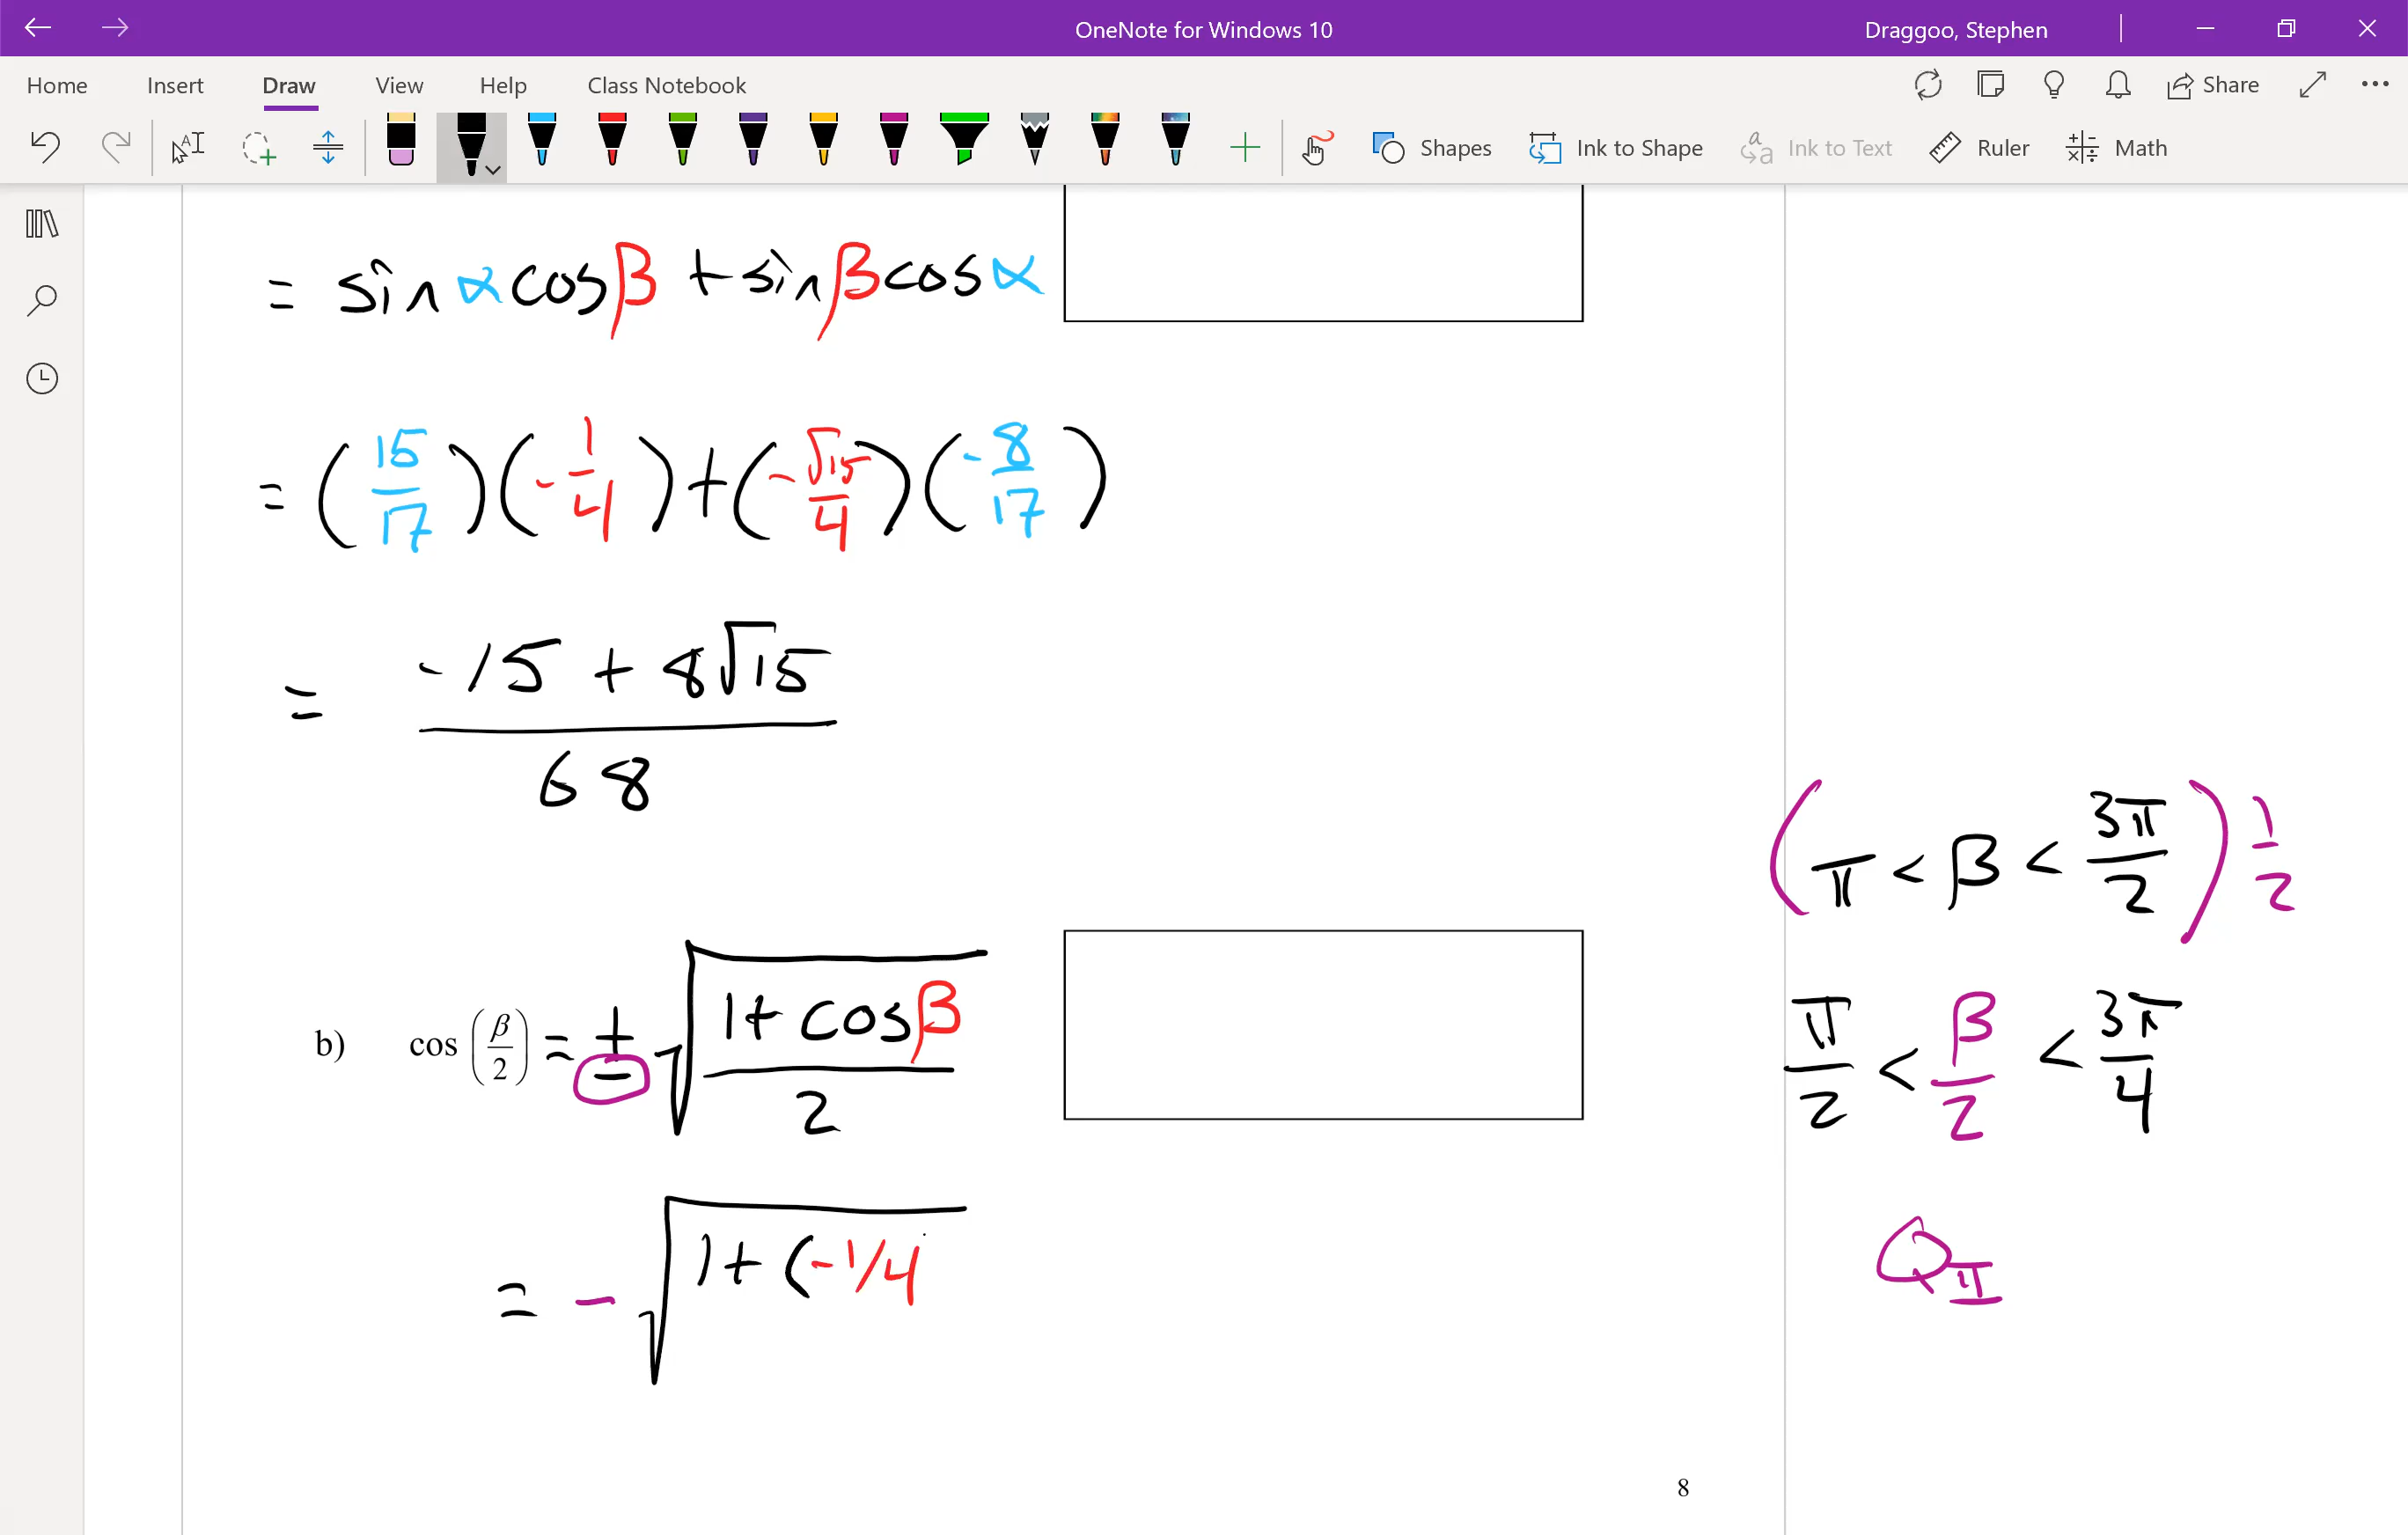 OneNote for Windows 10
Draggoo, Stephen
Home Insert Draw View Help Class Notebook Share
Shapes Ink to Shape Ink to Text Ruler Math
= sin α cos β + sin β cos α
= (15/17)(-1/4) + (-√15/4)(-8/17)
= (-15 + 8√15)/68
(π < β < 3π/2) 1/2
b) cos (β/2) = ± √((1 + cos β)/2)
π/2 < β/2 < 3π/4
= - √(1 + (-1/4
QII
8